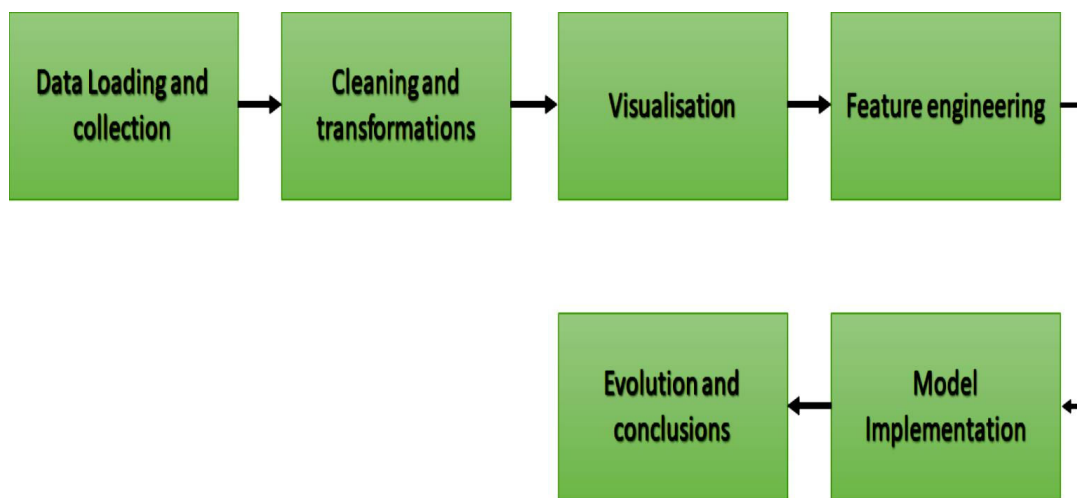 Data Loading and
collection
Cleaning and
transformations
Visualisation
Feature engineering
Model
Implementation
Evolution and
conclusions